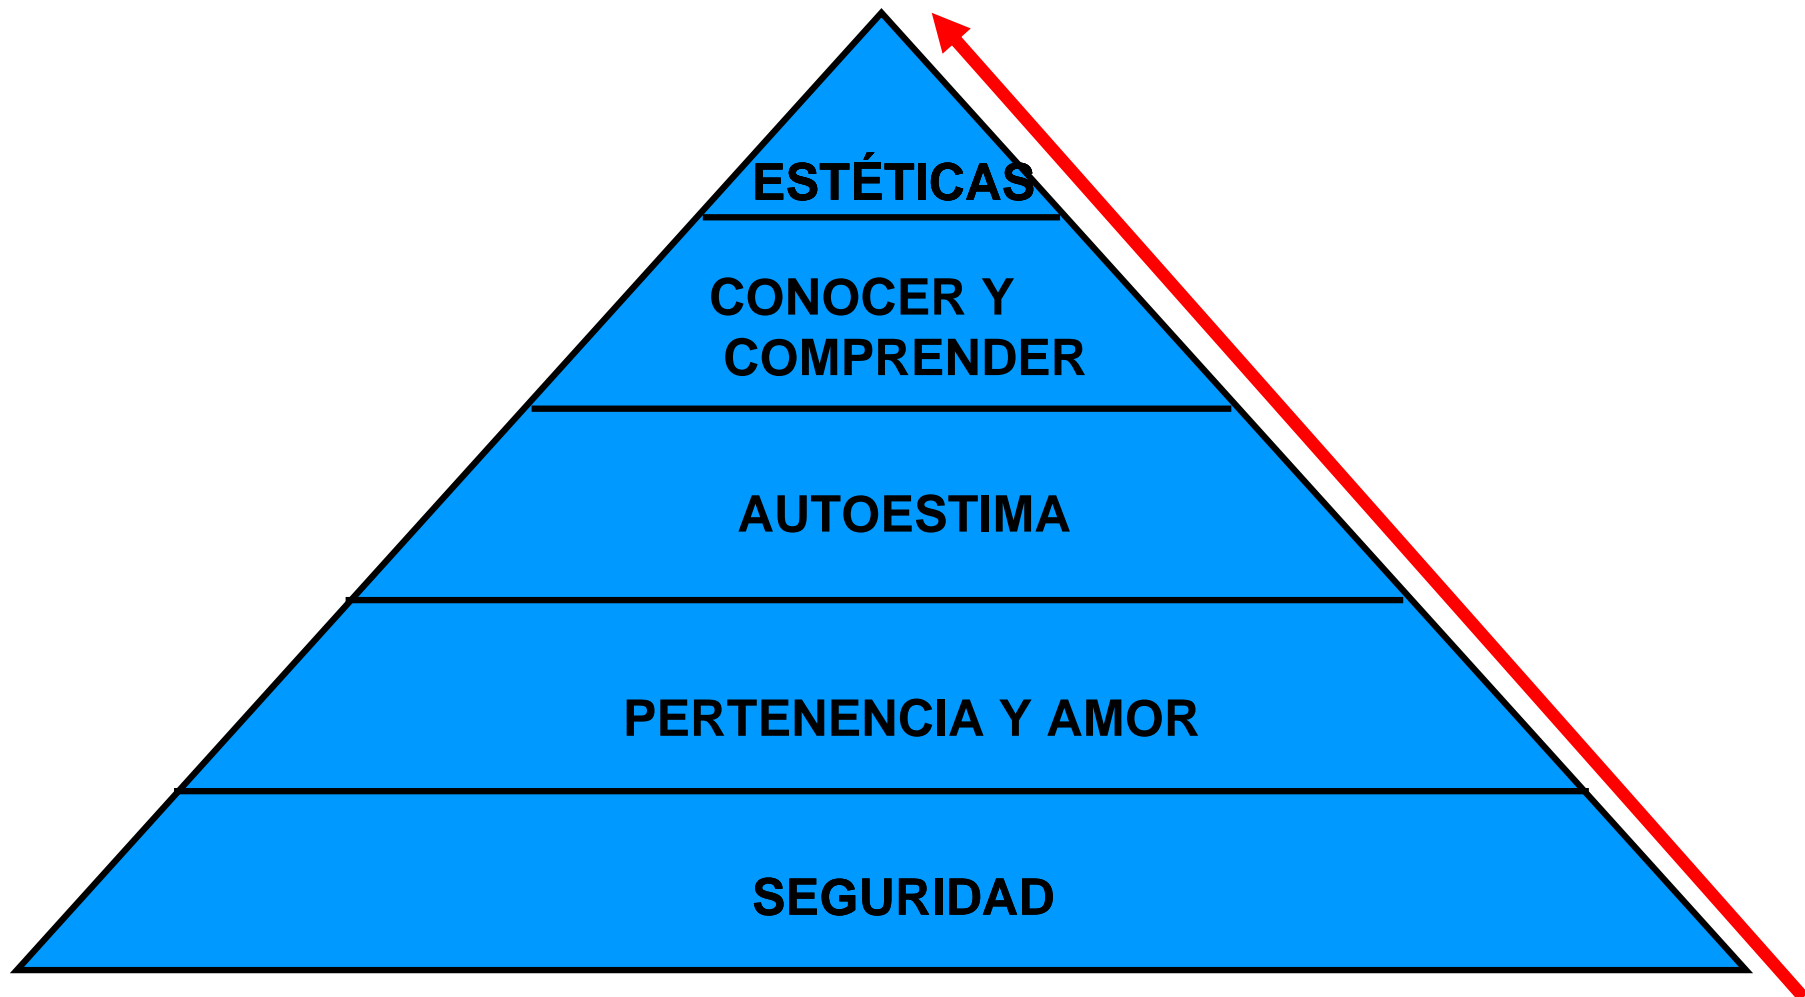 ESTÉTICAS
CONOCER Y
COMPRENDER
AUTOESTIMA
PERTENENCIA Y AMOR
SEGURIDAD